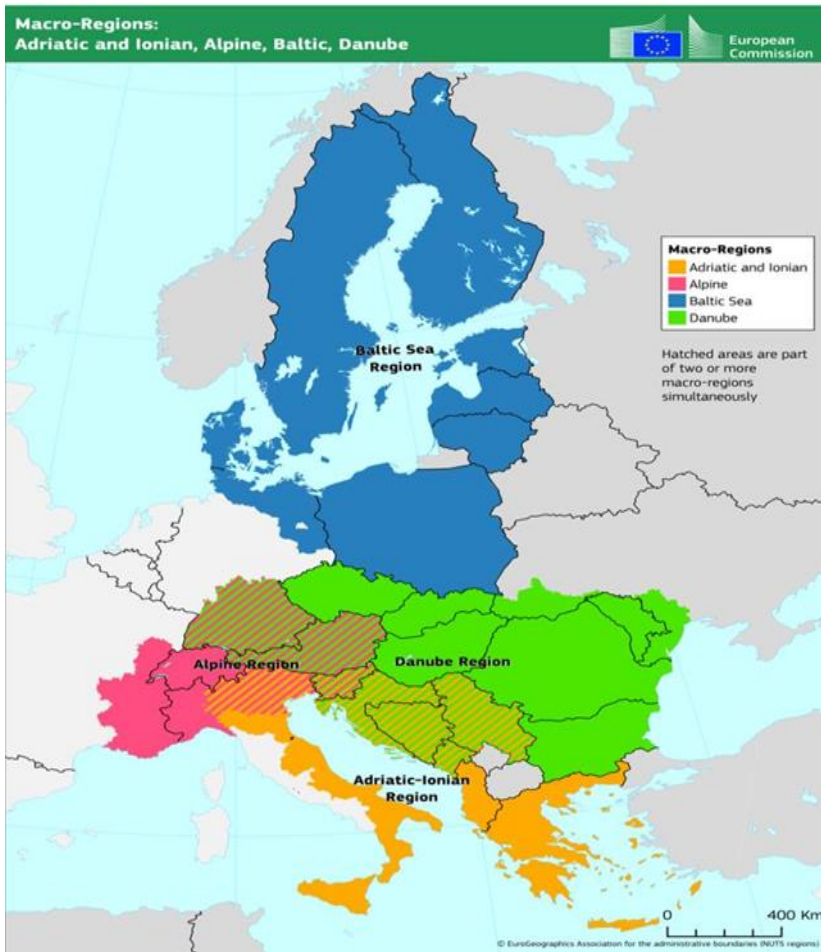 Macro-Regions:
Adriatic and Ionian, Alpine, Baltic, Danube
European
Commission
Macro-Regions
Adriatic and Ionian
Alpine
Baltic Sea
Danube
Hatched areas are part
of two or more
macro-regions
simultaneously
Baltic Sea
Region
Alpine Region
Danube Region
Adriatic-Ionian
Region
0 400 Km
© EuroGeographics Association for the administrative boundaries (NUTS regions)